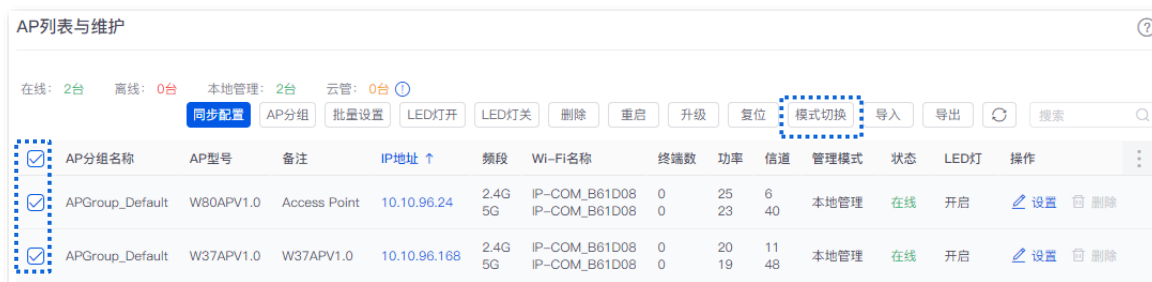 AP列表与维护
在线： 2台 离线： 0台 本地管理： 2台 云管： 0台
同步配置 AP分组 批量设置 LED灯开 LED灯关 删除 重启 升级 复位 模式切换 导入 导出 搜索
AP分组名称 AP型号 备注 IP地址 ↑ 频段 Wi-Fi名称 终端数 功率 信道 管理模式 状态 LED灯 操作
APGroup_Default W80APV1.0 Access Point 10.10.96.24 2.4G IP-COM_B61D08 0 25 6 本地管理 在线 开启 设置 删除
5G IP-COM_B61D08 0 23 40
APGroup_Default W37APV1.0 W37APV1.0 10.10.96.168 2.4G IP-COM_B61D08 0 20 11 本地管理 在线 开启 设置 删除
5G IP-COM_B61D08 0 19 48